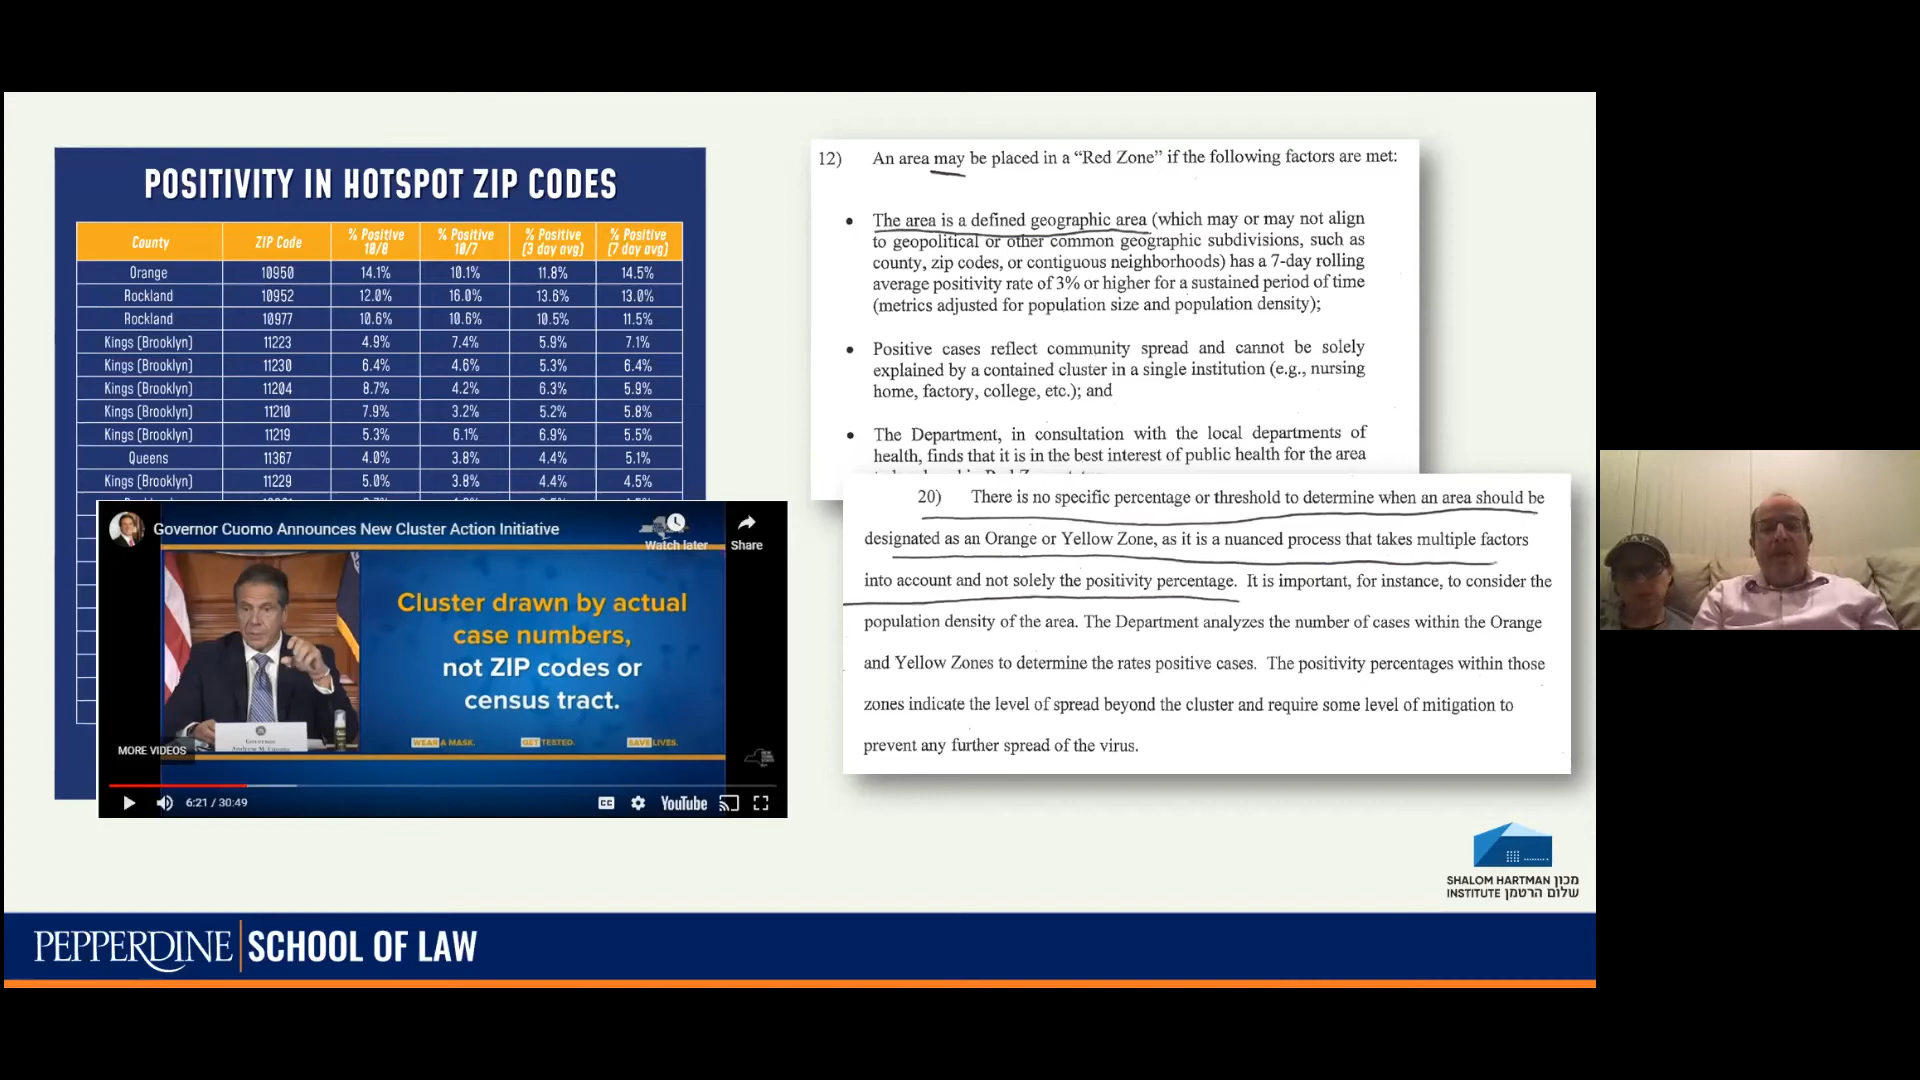 POSITIVITY IN HOTSPOT ZIP CODES
County ZIP Code % Positive 10/8 % Positive 10/7 % Positive (3 day avg) % Positive (7 day avg)
Orange 10950 14.1% 10.1% 11.8% 14.5%
Rockland 10952 12.0% 16.0% 13.6% 13.0%
Rockland 10977 10.6% 10.6% 10.5% 11.5%
Kings (Brooklyn) 11223 4.9% 7.4% 5.9% 7.1%
Kings (Brooklyn) 11230 6.4% 4.6% 5.3% 6.4%
Kings (Brooklyn) 11204 8.7% 4.2% 6.3% 5.9%
Kings (Brooklyn) 11210 7.9% 3.2% 5.2% 5.8%
Kings (Brooklyn) 11219 5.3% 6.1% 6.9% 5.5%
Queens 11367 4.0% 3.8% 4.4% 5.1%
Kings (Brooklyn) 11229 5.0% 3.8% 4.4% 4.5%
Governor Cuomo Announces New Cluster Action Initiative
Watch later
Share
Cluster drawn by actual
case numbers,
not ZIP codes or
census tract.
WEAR A MASK. GET TESTED. SAVE LIVES.
Governor
Andrew M. Cuomo
MORE VIDEOS
6:21 / 30:49
CC
YouTube
12) An area may be placed in a “Red Zone” if the following factors are met:
• The area is a defined geographic area (which may or may not align
to geopolitical or other common geographic subdivisions, such as
county, zip codes, or contiguous neighborhoods) has a 7-day rolling
average positivity rate of 3% or higher for a sustained period of time
(metrics adjusted for population size and population density);
• Positive cases reflect community spread and cannot be solely
explained by a contained cluster in a single institution (e.g., nursing
home, factory, college, etc.); and
• The Department, in consultation with the local departments of
health, finds that it is in the best interest of public health for the area
20) There is no specific percentage or threshold to determine when an area should be
designated as an Orange or Yellow Zone, as it is a nuanced process that takes multiple factors
into account and not solely the positivity percentage. It is important, for instance, to consider the
population density of the area. The Department analyzes the number of cases within the Orange
and Yellow Zones to determine the rates positive cases. The positivity percentages within those
zones indicate the level of spread beyond the cluster and require some level of mitigation to
prevent any further spread of the virus.
SHALOM HARTMAN מכון
INSTITUTE שלום הרטמן
PEPPERDINE SCHOOL OF LAW